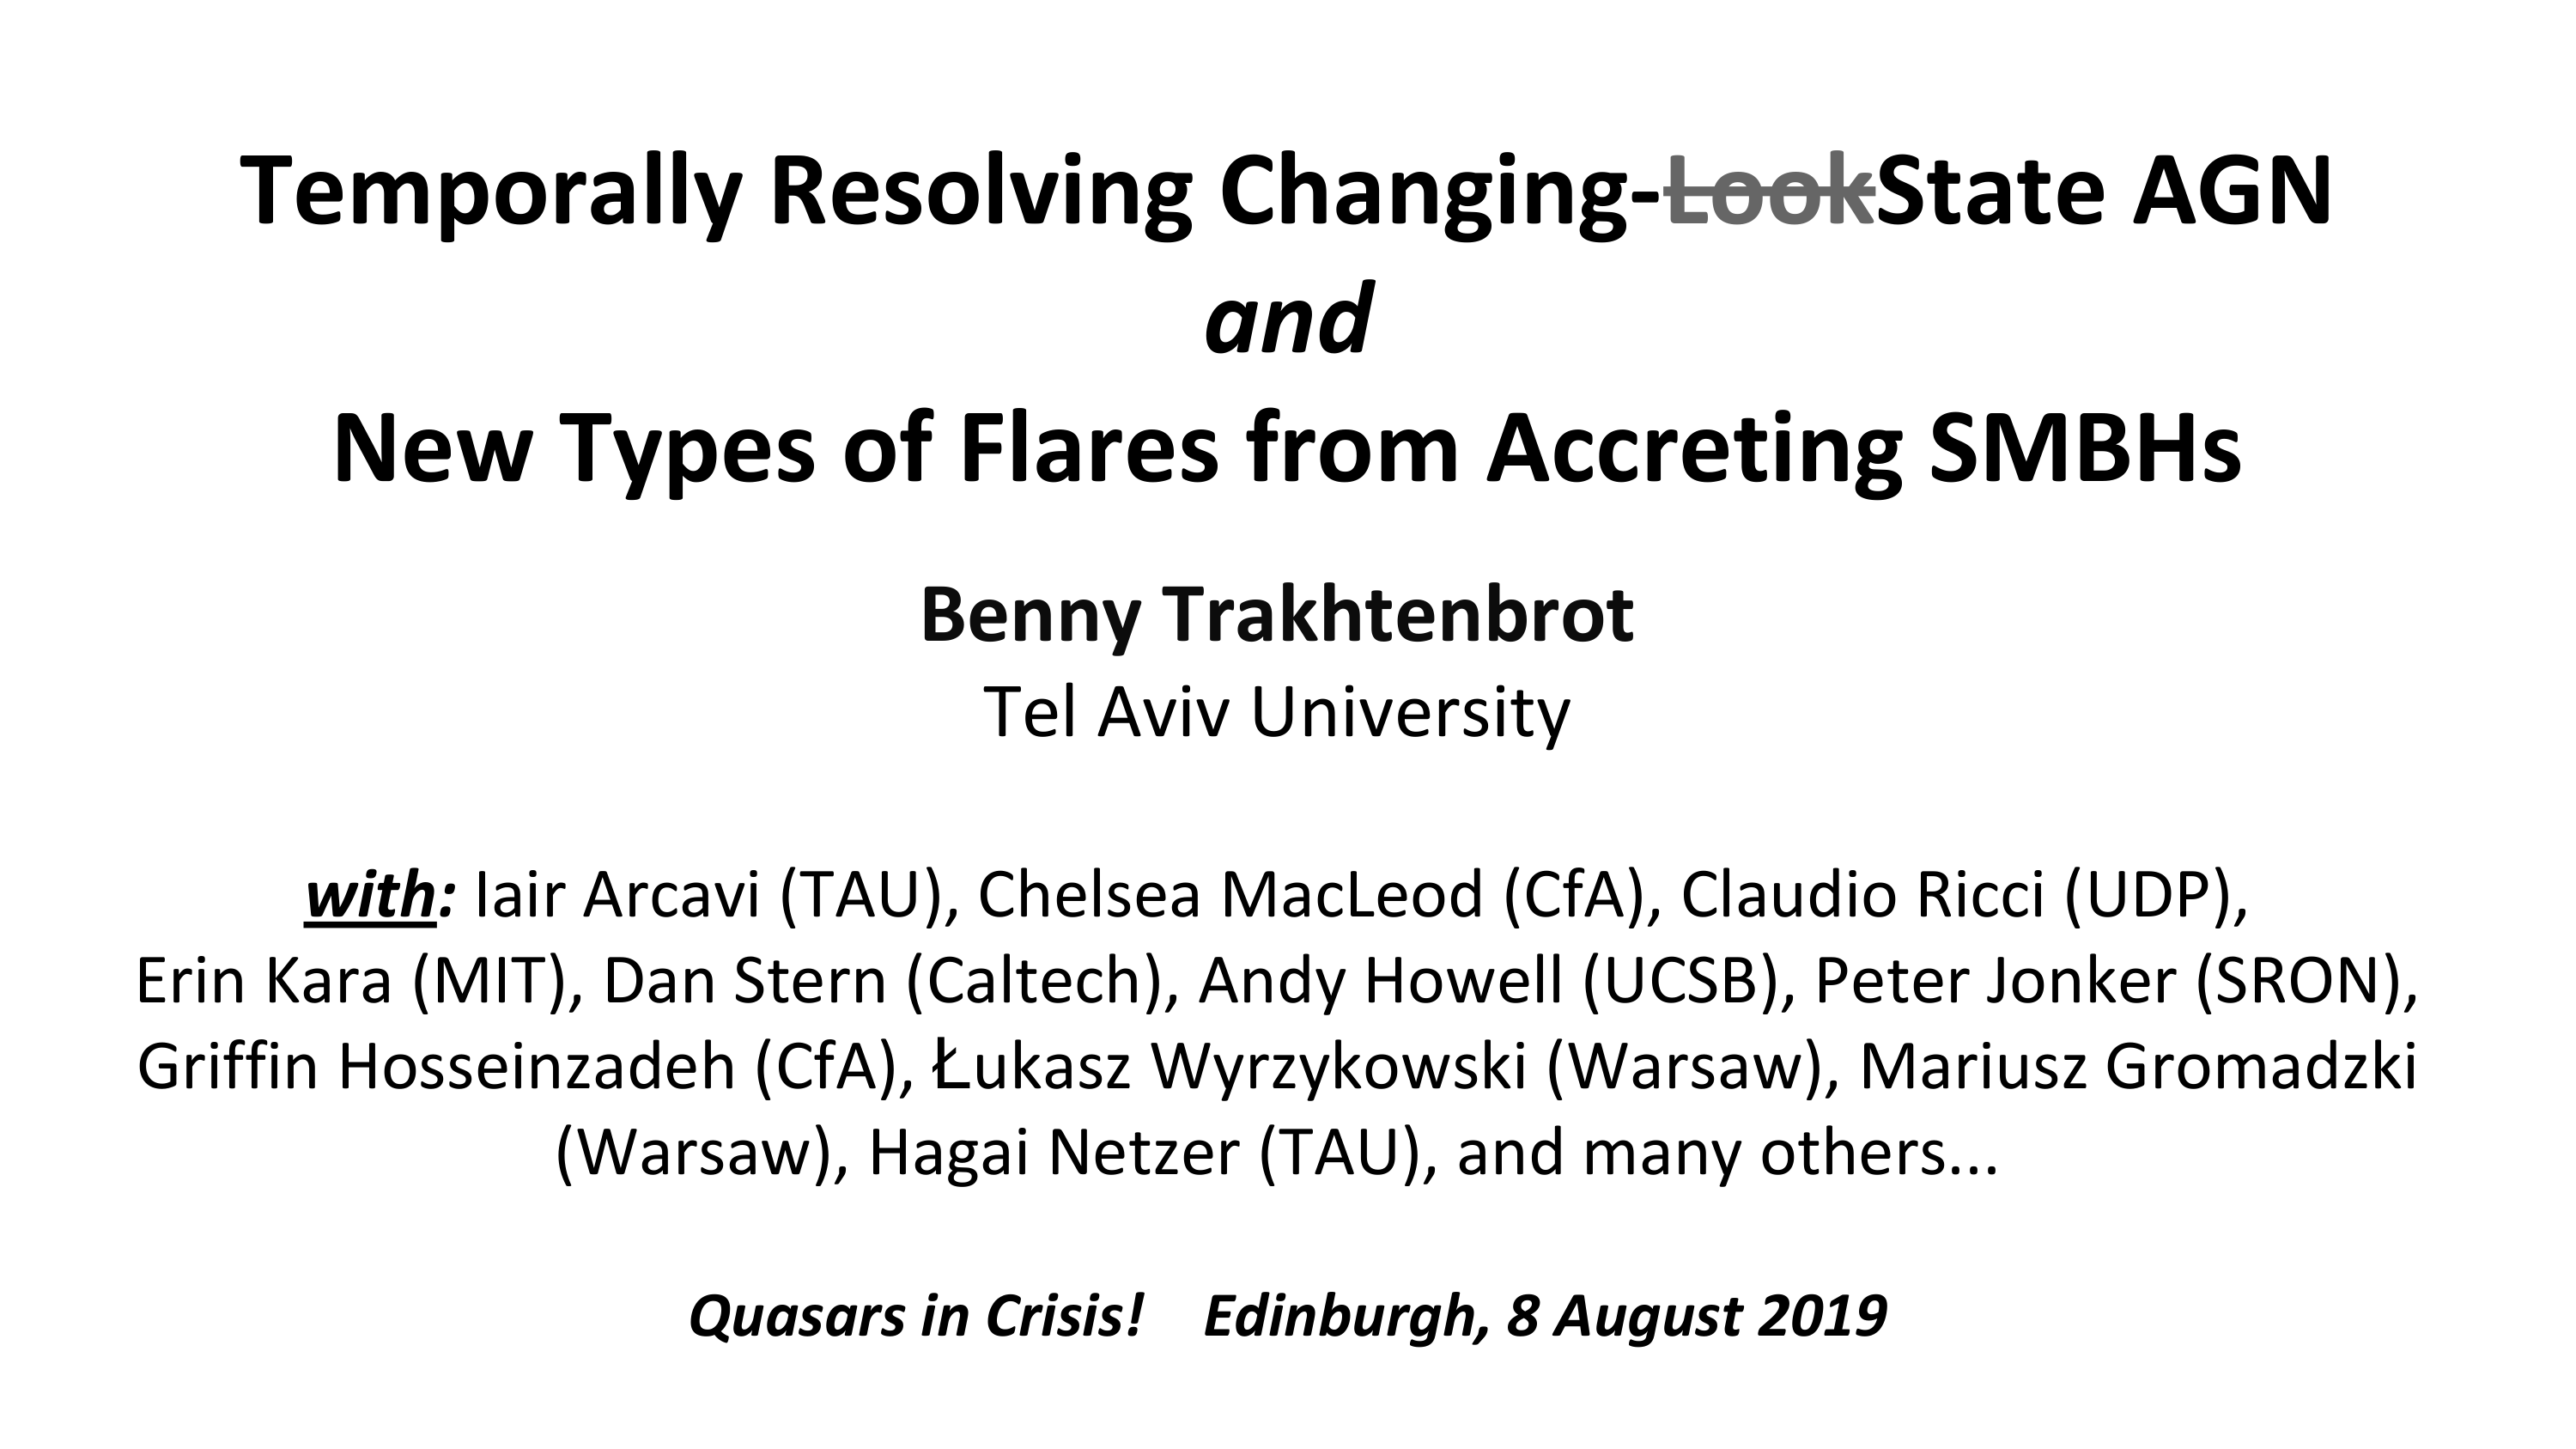 Temporally Resolving Changing-LookState AGN
and
New Types of Flares from Accreting SMBHs
Benny Trakhtenbrot
Tel Aviv University
with: Iair Arcavi (TAU), Chelsea MacLeod (CfA), Claudio Ricci (UDP),
Erin Kara (MIT), Dan Stern (Caltech), Andy Howell (UCSB), Peter Jonker (SRON),
Griffin Hosseinzadeh (CfA), Łukasz Wyrzykowski (Warsaw), Mariusz Gromadzki
(Warsaw), Hagai Netzer (TAU), and many others...
Quasars in Crisis! Edinburgh, 8 August 2019